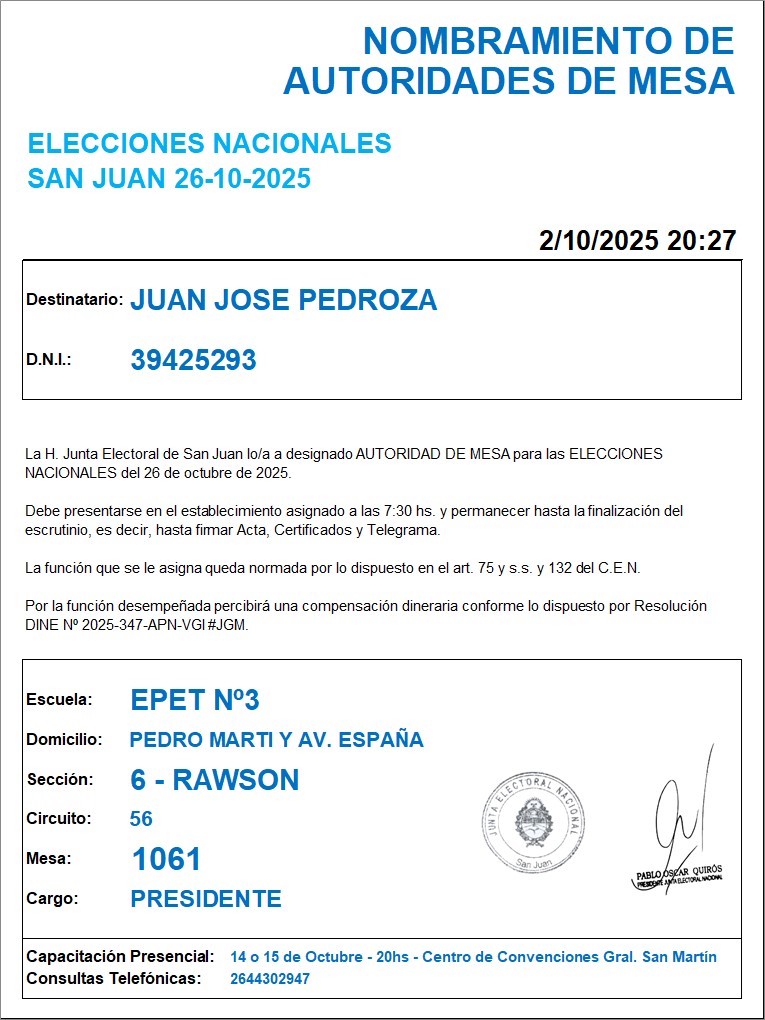 NOMBRAMIENTO DE
AUTORIDADES DE MESA
ELECCIONES NACIONALES
SAN JUAN 26-10-2025
2/10/2025 20:27
Destinatario: JUAN JOSE PEDROZA
D.N.I.: 39425293
La H. Junta Electoral de San Juan lo/a a designado AUTORIDAD DE MESA para las ELECCIONES
NACIONALES del 26 de octubre de 2025.
Debe presentarse en el establecimiento asignado a las 7:30 hs. y permanecer hasta la finalización del
escrutinio, es decir, hasta firmar Acta, Certificados y Telegrama.
La función que se le asigna queda normada por lo dispuesto en el art. 75 y s.s. y 132 del C.E.N.
Por la función desempeñada percibirá una compensación dineraria conforme lo dispuesto por Resolución
DINE Nº 2025-347-APN-VGI#JGM.
Escuela: EPET Nº3
Domicilio: PEDRO MARTI Y AV. ESPAÑA
Sección: 6 - RAWSON
Circuito: 56
Mesa: 1061
Cargo: PRESIDENTE
JUNTA ELECTORAL NACIONAL
San Juan
PABLO OSCAR QUIRÓS
PRESIDENTE JUNTA ELECTORAL NACIONAL
Capacitación Presencial: 14 o 15 de Octubre - 20hs - Centro de Convenciones Gral. San Martín
Consultas Telefónicas: 2644302947